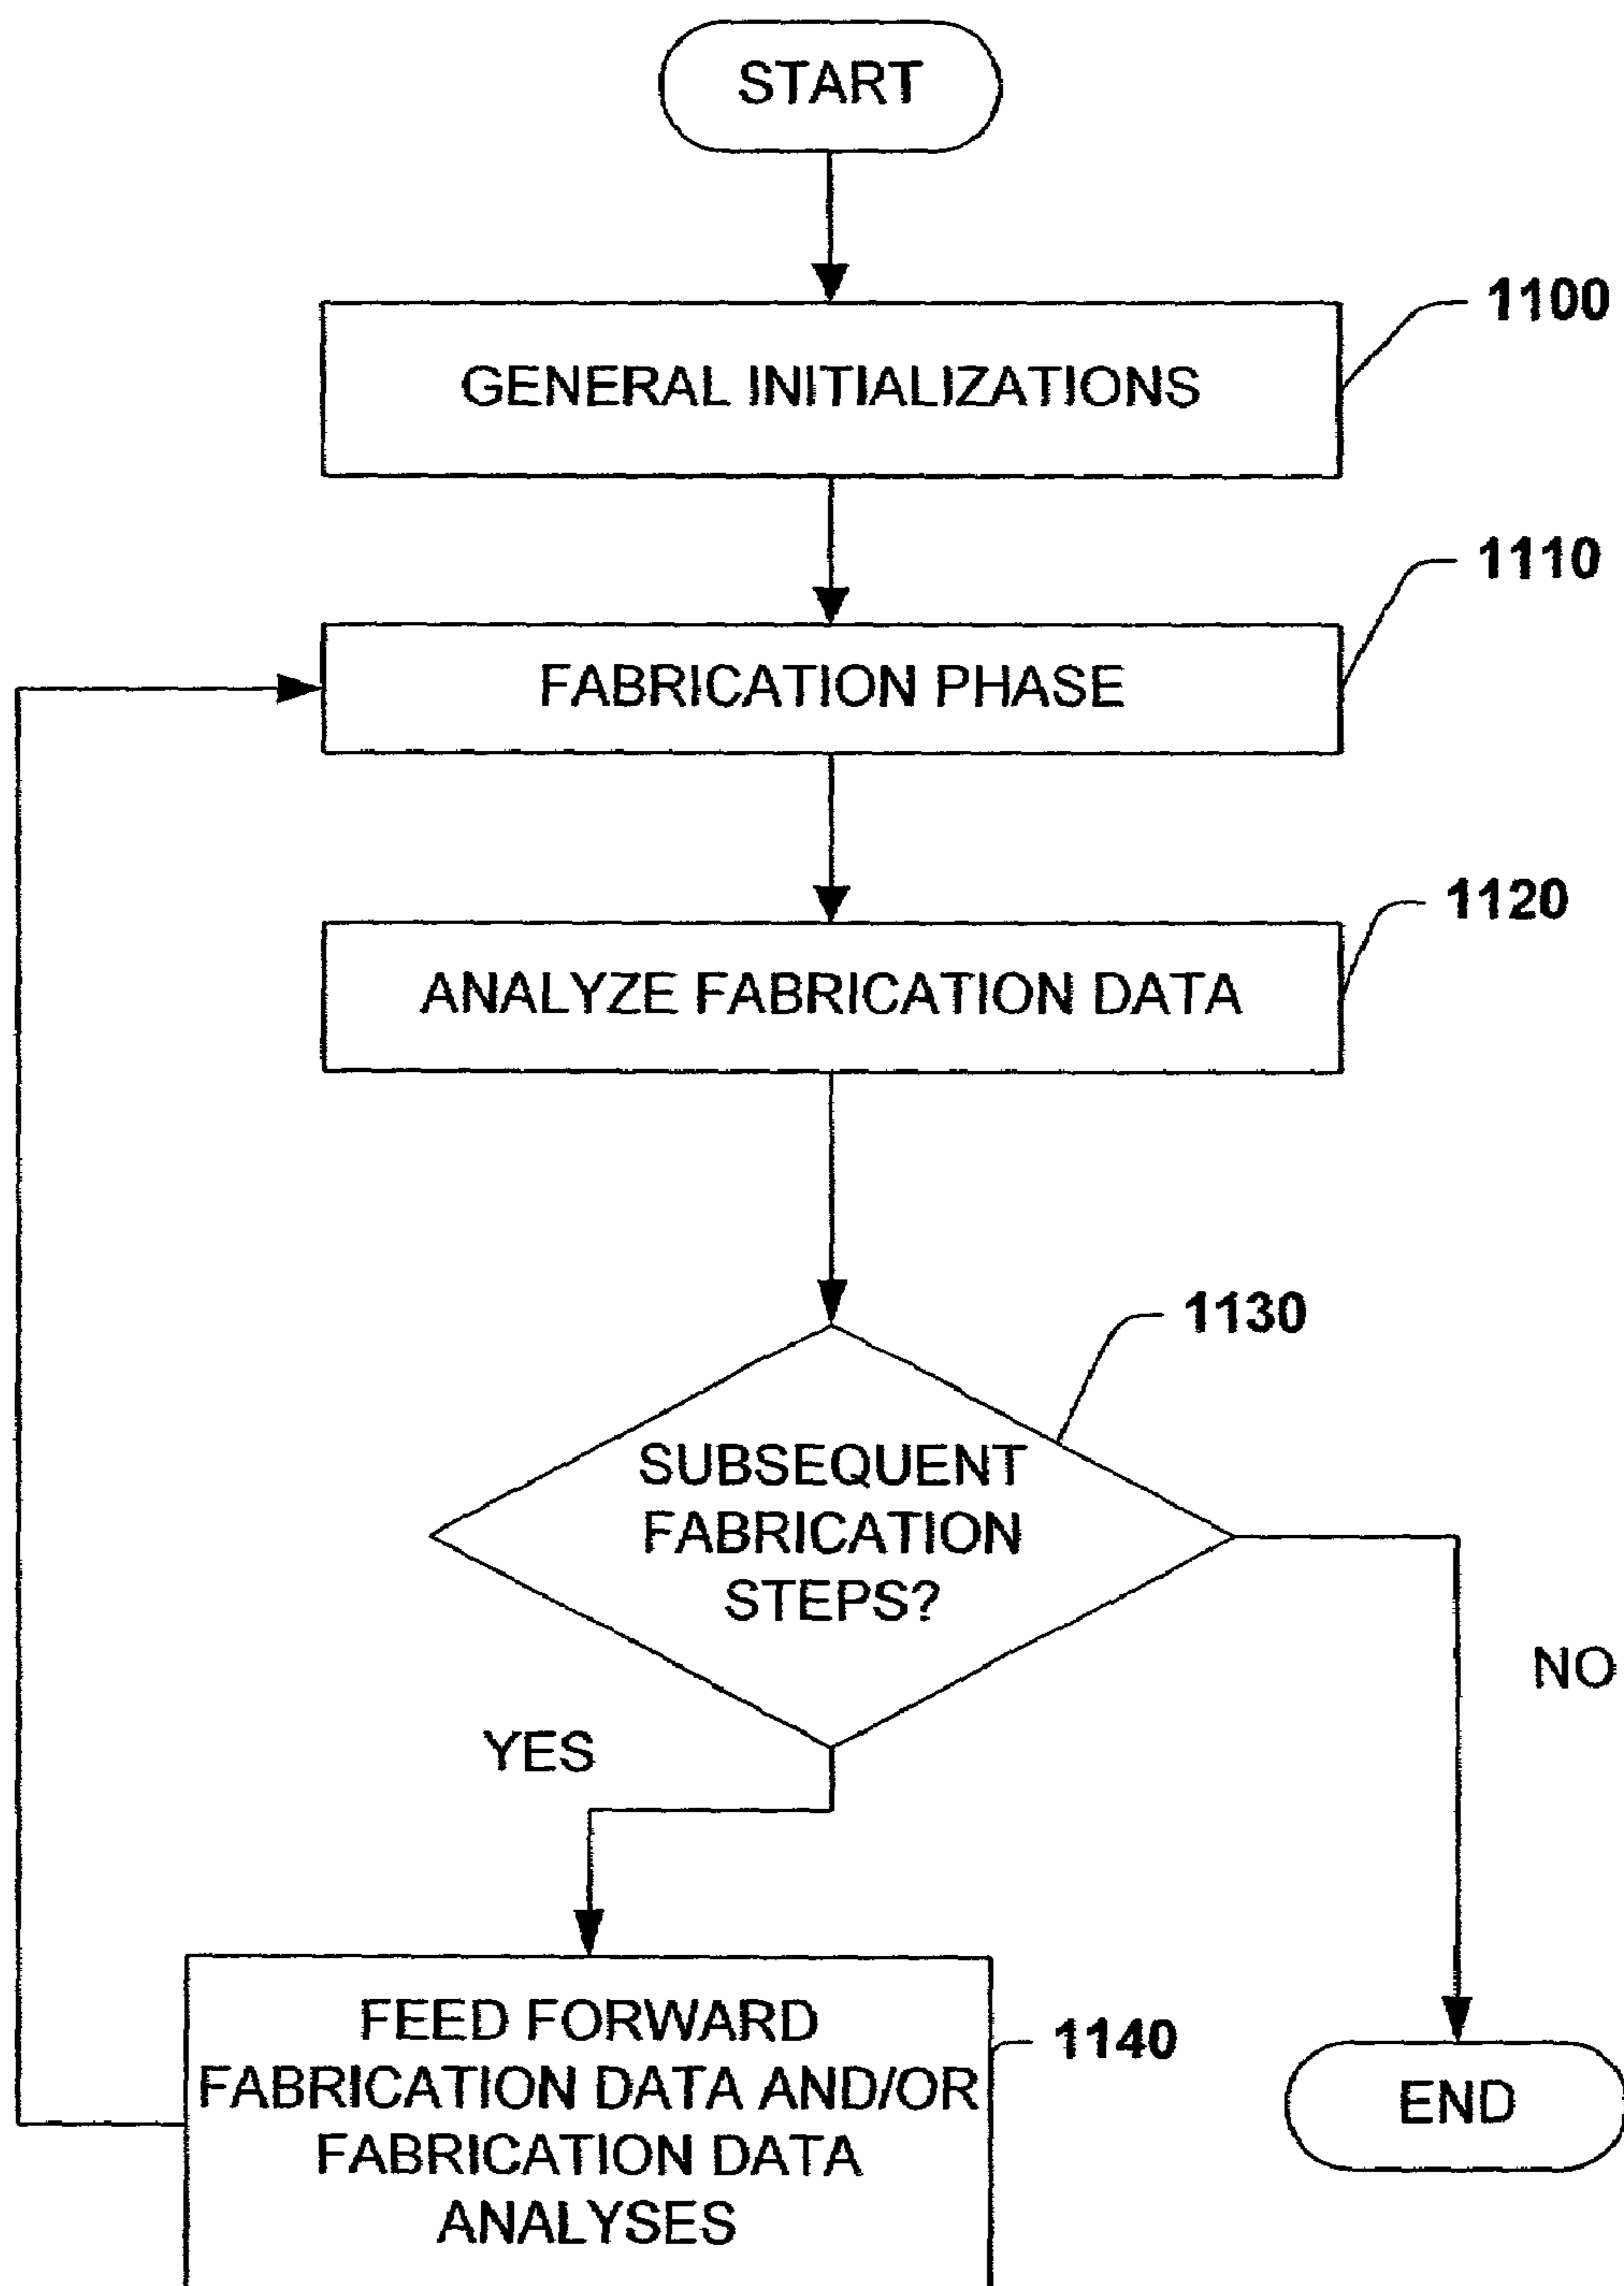 START
1100
GENERAL INITIALIZATIONS
1110
FABRICATION PHASE
1120
ANALYZE FABRICATION DATA
1130
SUBSEQUENT
FABRICATION
STEPS?
NO
YES
FEED FORWARD
FABRICATION DATA AND/OR
FABRICATION DATA
ANALYSES
1140
END